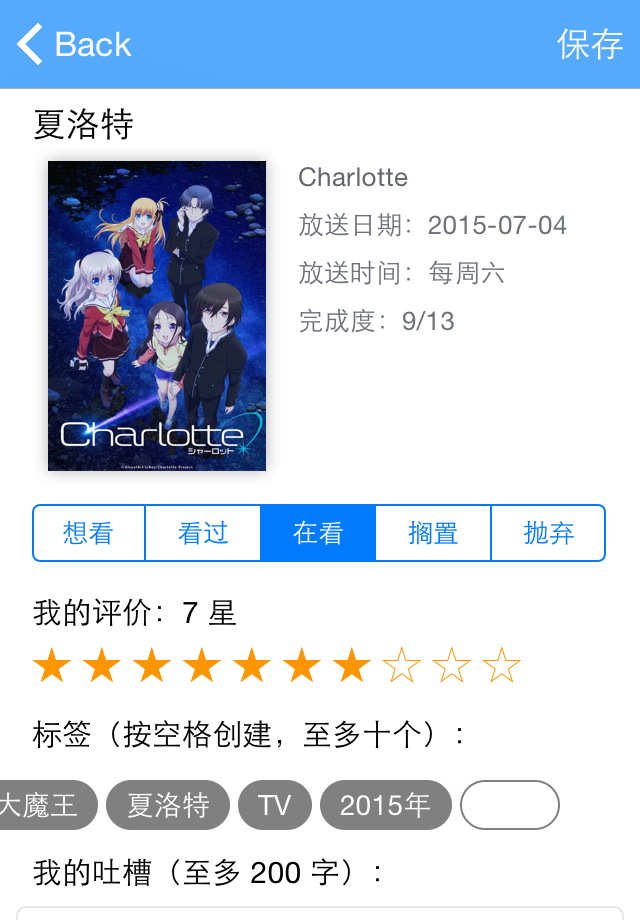 Back 保存
夏洛特
Charlotte
放送日期：2015-07-04
放送时间：每周六
完成度：9/13
Charlotte
シャーロット
想看 看过 在看 搁置 抛弃
我的评价：7 星
标签（按空格创建，至多十个）:
大魔王 夏洛特 TV 2015年
我的吐槽（至多 200 字）: